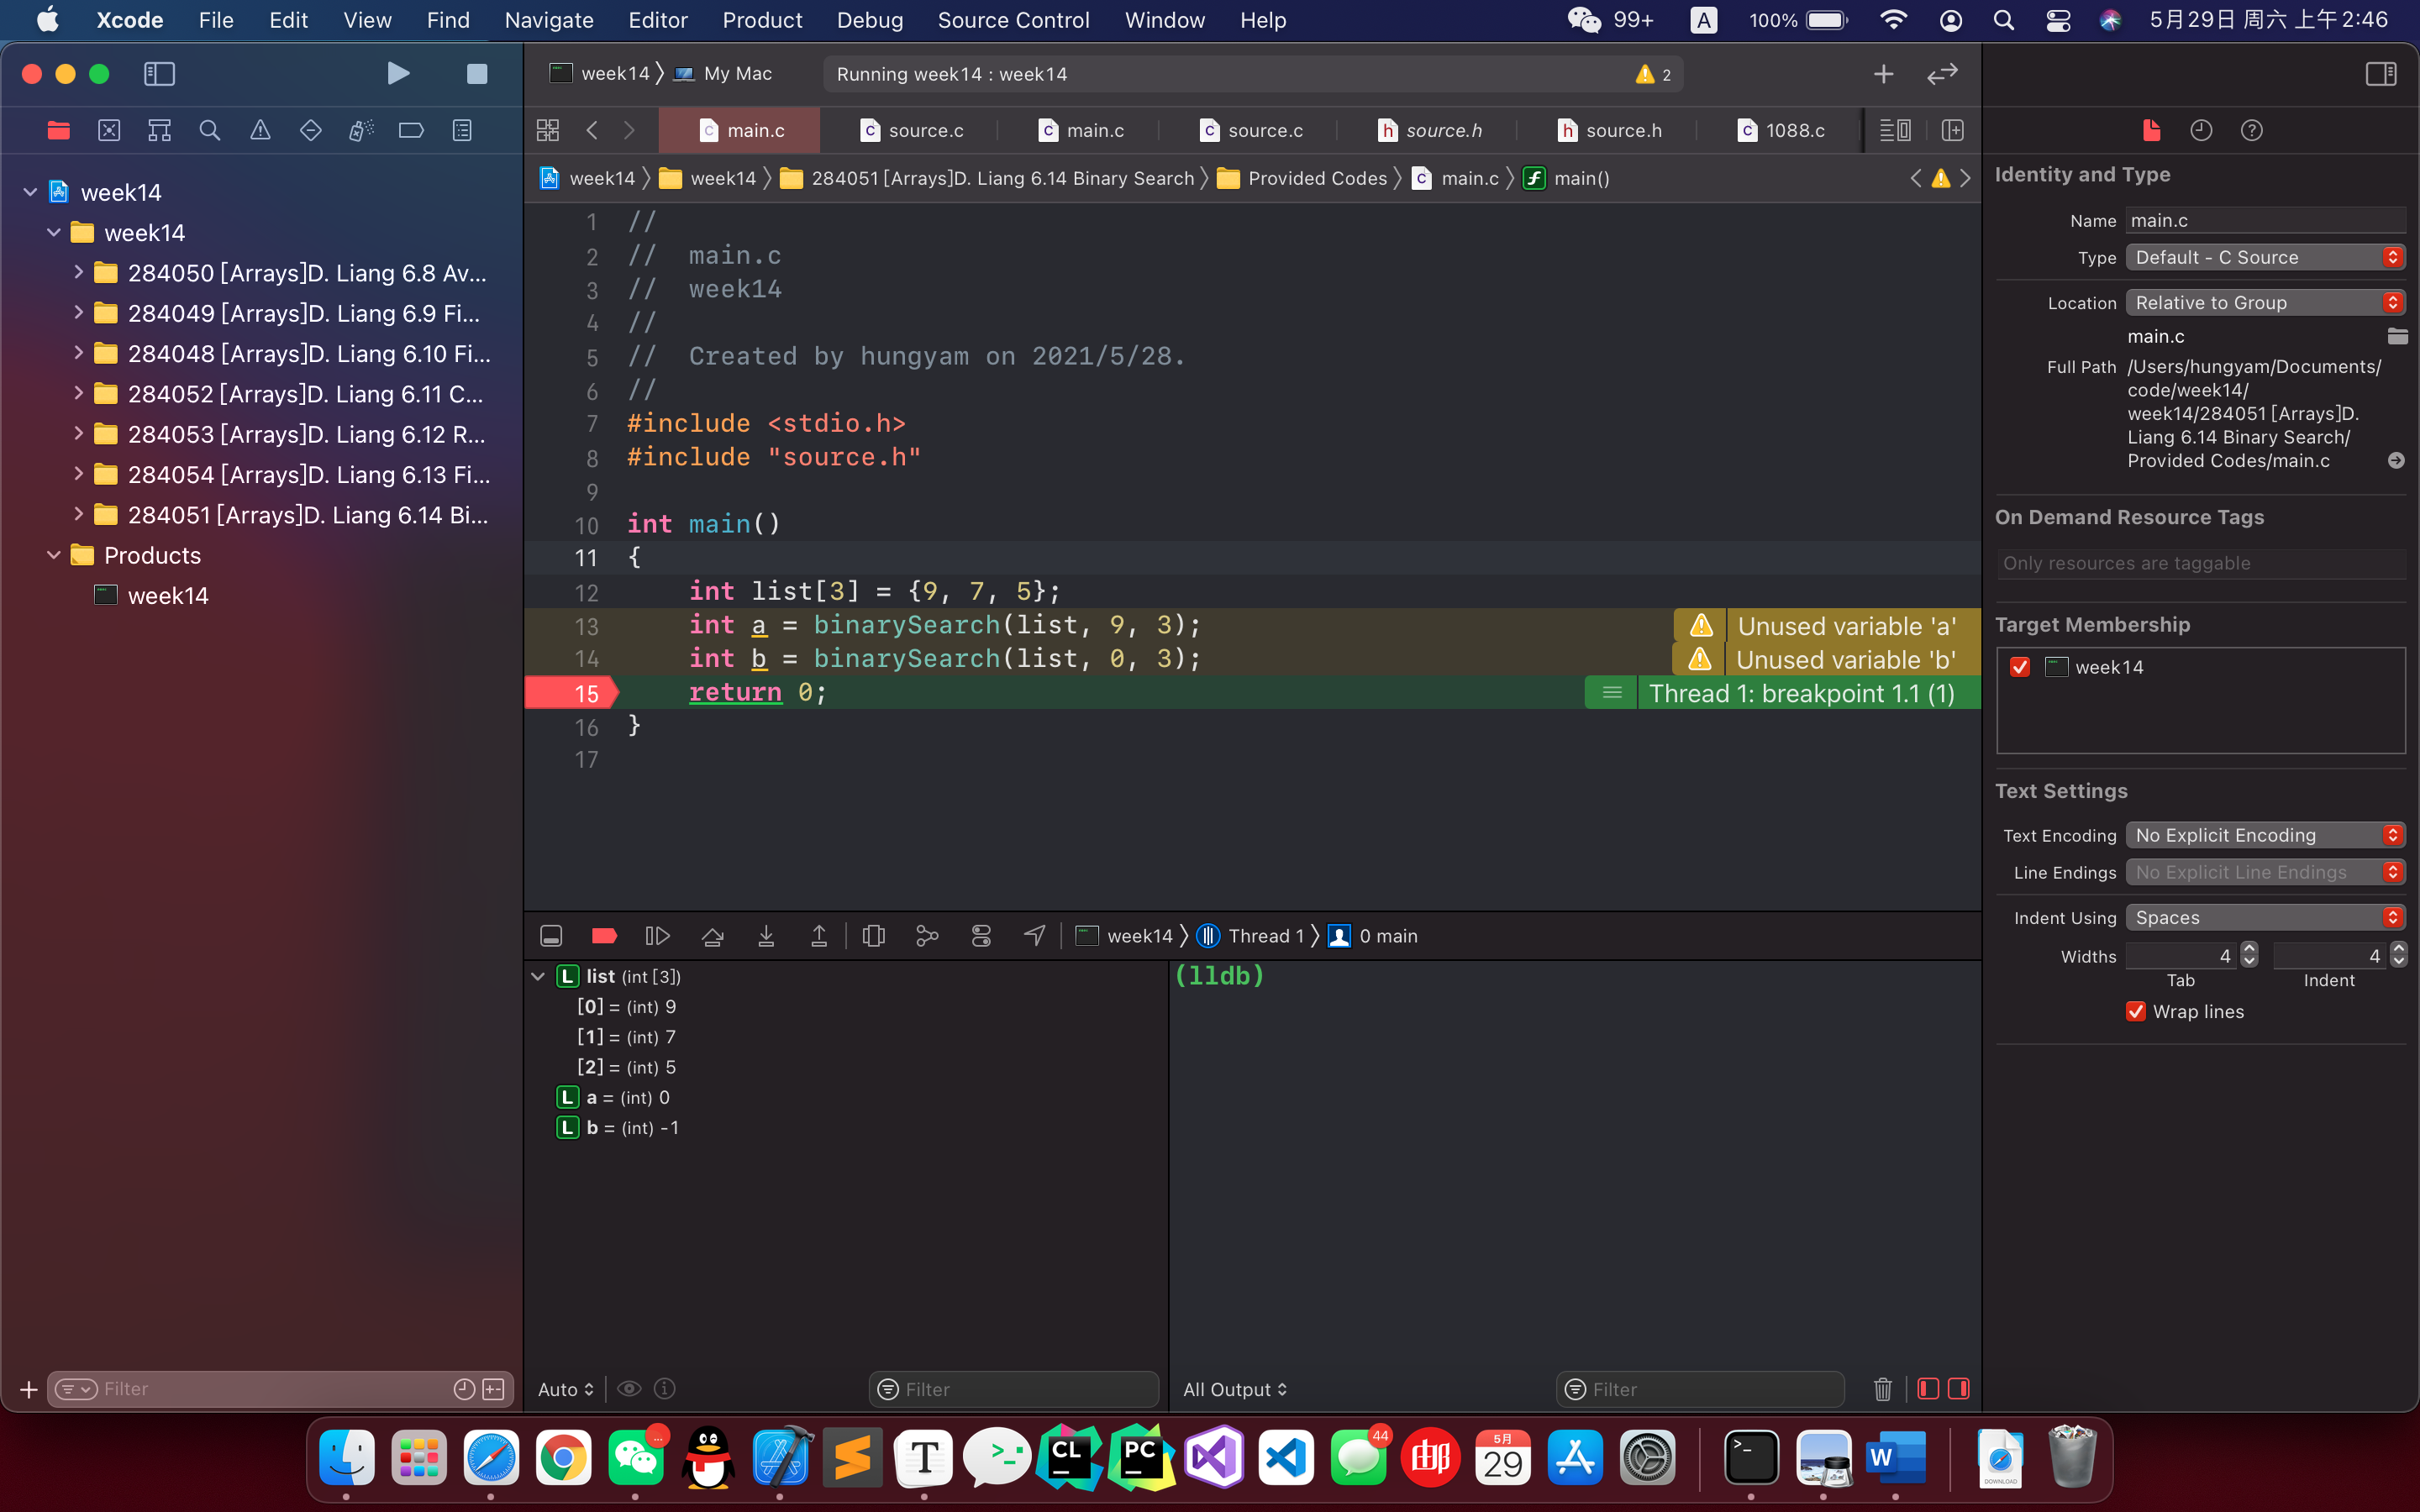 Xcode File Edit View Find Navigate Editor Product Debug Source Control Window Help 99+ A 100% 5月29日 周六 上午2:46
week14 My Mac Running week14 : week14 2
main.c source.c main.c source.c source.h source.h 1088.c
week14 week14 284051 [Arrays]D. Liang 6.14 Binary Search Provided Codes main.c main()
week14
week14
284050 [Arrays]D. Liang 6.8 Av...
284049 [Arrays]D. Liang 6.9 Fi...
284048 [Arrays]D. Liang 6.10 Fi...
284052 [Arrays]D. Liang 6.11 C...
284053 [Arrays]D. Liang 6.12 R...
284054 [Arrays]D. Liang 6.13 Fi...
284051 [Arrays]D. Liang 6.14 Bi...
Products
week14
Filter
1 //
2 //  main.c
3 //  week14
4 //
5 //  Created by hungyam on 2021/5/28.
6 //
7 #include <stdio.h>
8 #include "source.h"
9
10 int main()
11 {
12     int list[3] = {9, 7, 5};
13     int a = binarySearch(list, 9, 3); Unused variable 'a'
14     int b = binarySearch(list, 0, 3); Unused variable 'b'
15     return 0; Thread 1: breakpoint 1.1 (1)
16 }
17
week14 Thread 1 0 main
L list (int [3])
[0] = (int) 9
[1] = (int) 7
[2] = (int) 5
L a = (int) 0
L b = (int) -1
Auto Filter
(lldb)
All Output Filter
Identity and Type
Name main.c
Type Default - C Source
Location Relative to Group
main.c
Full Path /Users/hungyam/Documents/
code/week14/
week14/284051 [Arrays]D.
Liang 6.14 Binary Search/
Provided Codes/main.c
On Demand Resource Tags
Only resources are taggable
Target Membership
week14
Text Settings
Text Encoding No Explicit Encoding
Line Endings No Explicit Line Endings
Indent Using Spaces
Widths 4 4
Tab Indent
Wrap lines
... T CL PC 44 邮 5月 29 W DOWNLOAD